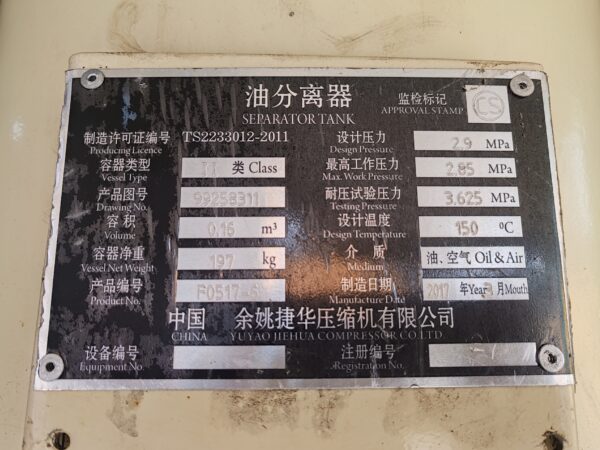 油分离器
SEPARATOR TANK
监检标记
APPROVAL STAMP
CS
制造许可证编号 TS2233012-2011
Producing Licence
容器类型 II 类 Class
Vessel Type
产品图号 99258311
Drawing No.
容积 0.16 m³
Volume
容器净重 197 kg
Vessel Net Weight
产品编号
Product No.
设计压力 2.9 MPa
Design Pressure
最高工作压力 2.85 MPa
Max. Work Pressure
耐压试验压力 3.625 MPa
Testing Pressure
设计温度 150 ⁰C
Design Tempetature
介质 油、空气 Oil & Air
Medium
制造日期 2017 年Year 月Mouth
Manufacture Date
中国 余姚捷华压缩机有限公司
CHINA YUYAO JIEHUA COMPRESSOR CO.LTD
设备编号
Equipment No.
注册编号
Registration No.